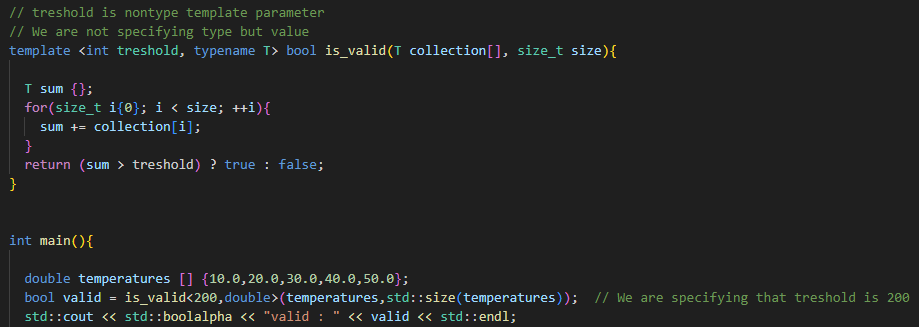 // treshold is nontype template parameter
// We are not specifying type but value
template <int treshold, typename T> bool is_valid(T collection[], size_t size){
T sum {};
for(size_t i{0}; i < size; ++i){
sum += collection[i];
}
return (sum > treshold) ? true : false;
}
int main(){
double temperatures [] {10.0,20.0,30.0,40.0,50.0};
bool valid = is_valid<200,double>(temperatures,std::size(temperatures));  // We are specifying that treshold is 200
std::cout << std::boolalpha << "valid : " << valid << std::endl;